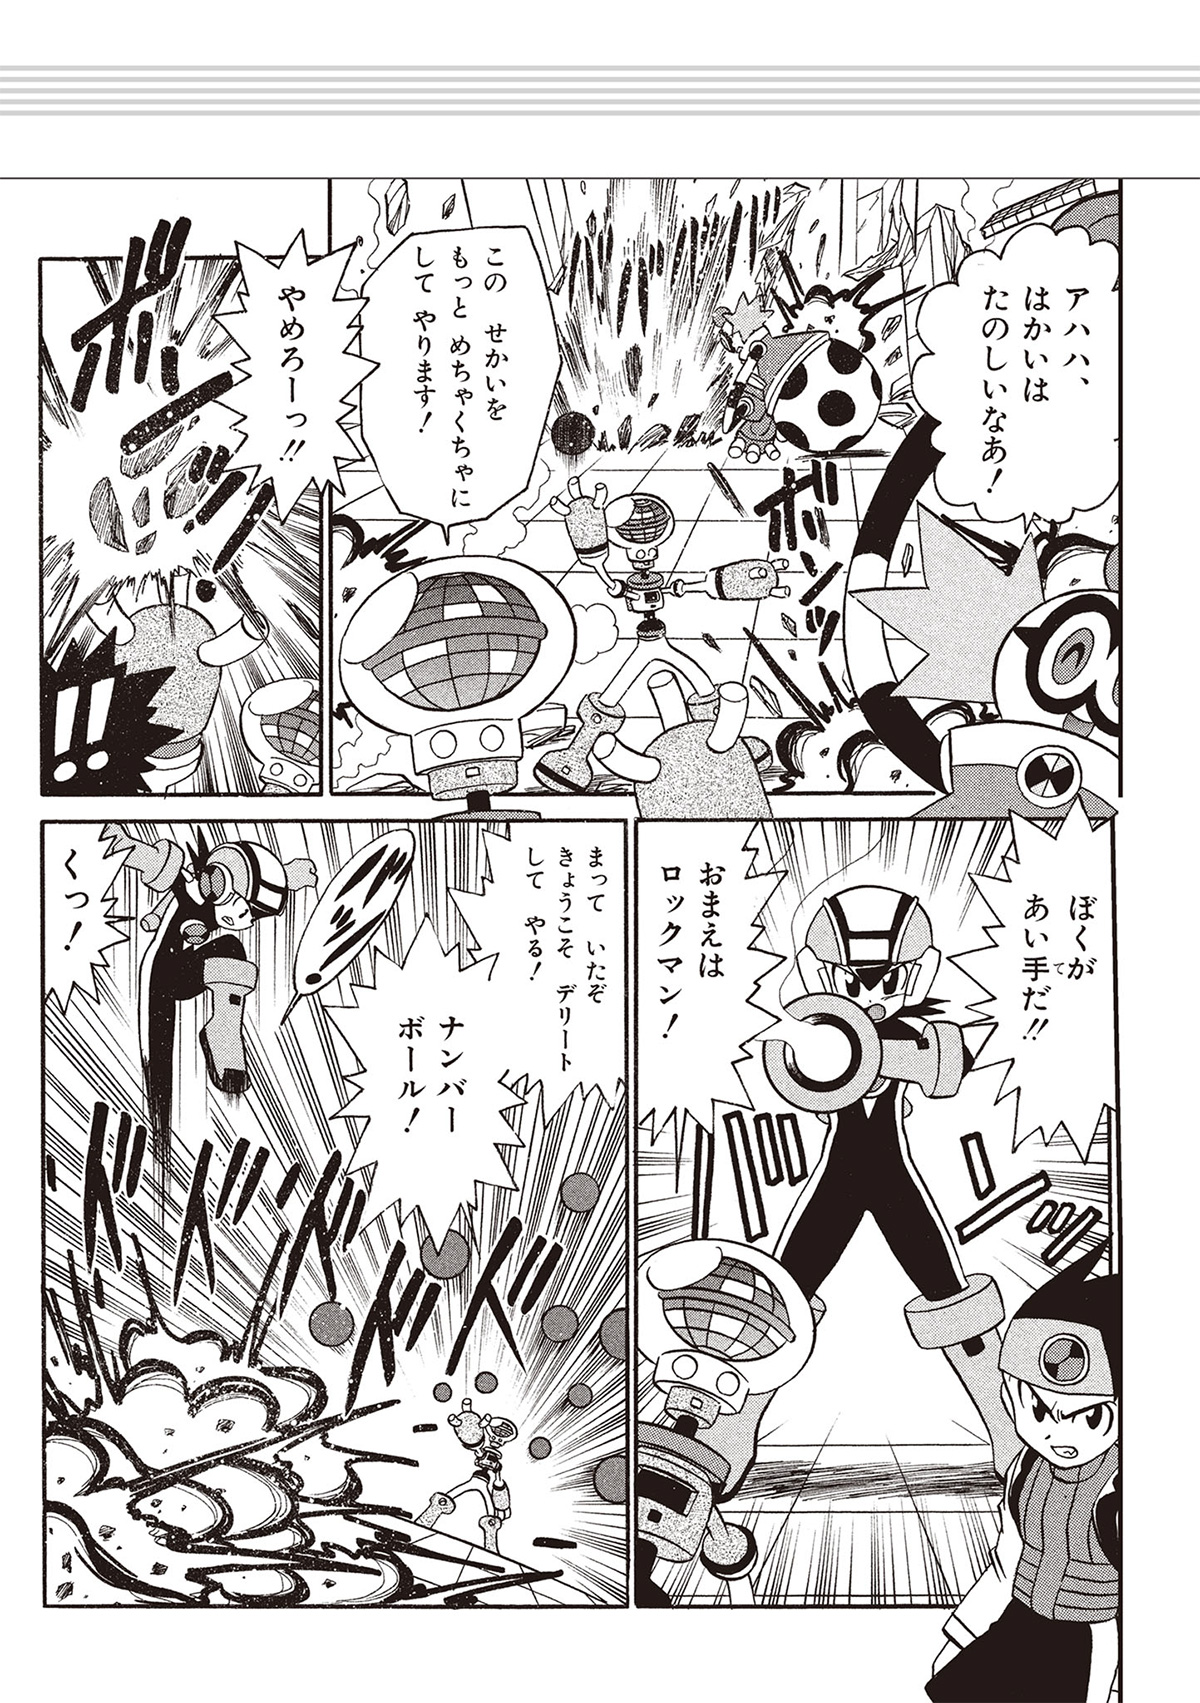 アハハ、
はかいは
たのしいなあ！
この せかいを
もっと めちゃくちゃに
して やります！
ボンッ
やめろーっ!!
ボンッ
!!
ぼくが
あい手だ!!
て
おまえは
ロックマン！
まって いたぞ
きょうこそ デリート
して やる！
ナンバー
ボール！
くっ！
ドドドドド